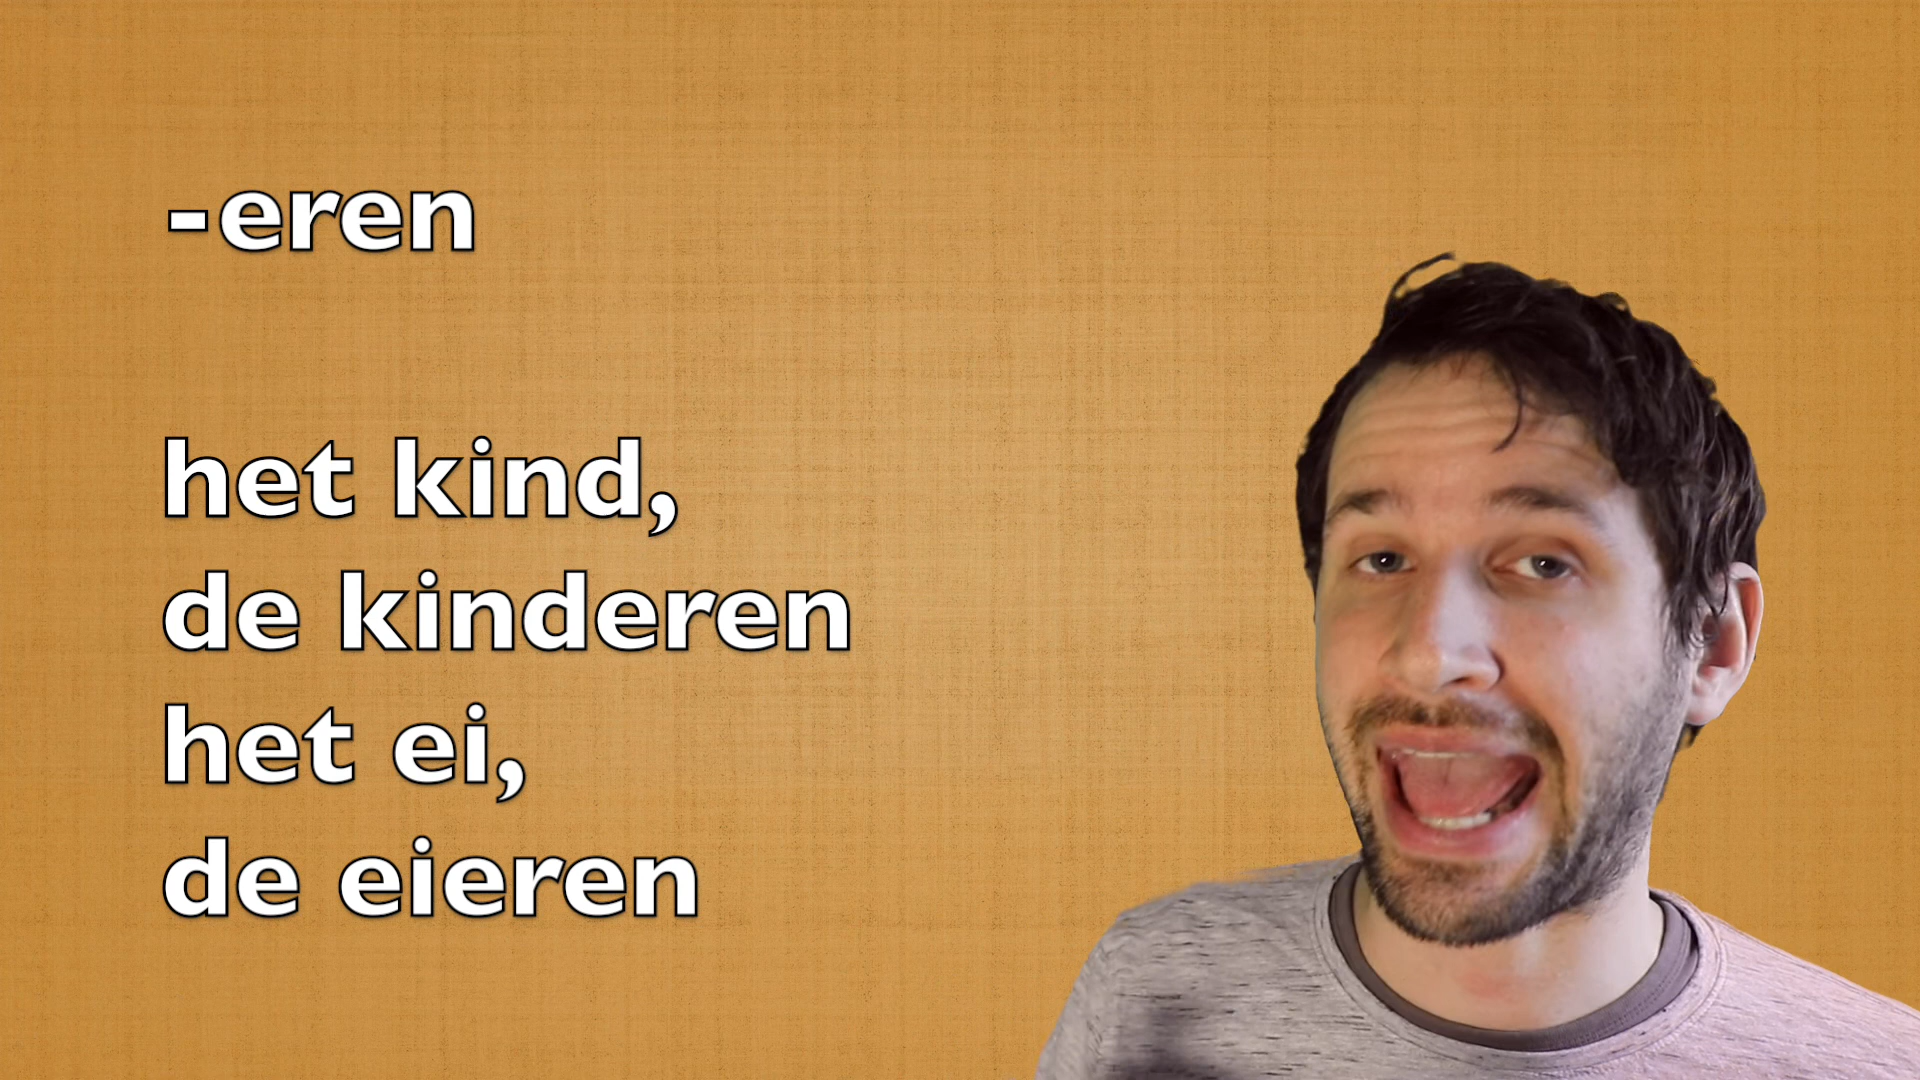 -eren
het kind,
de kinderen
het ei,
de eieren